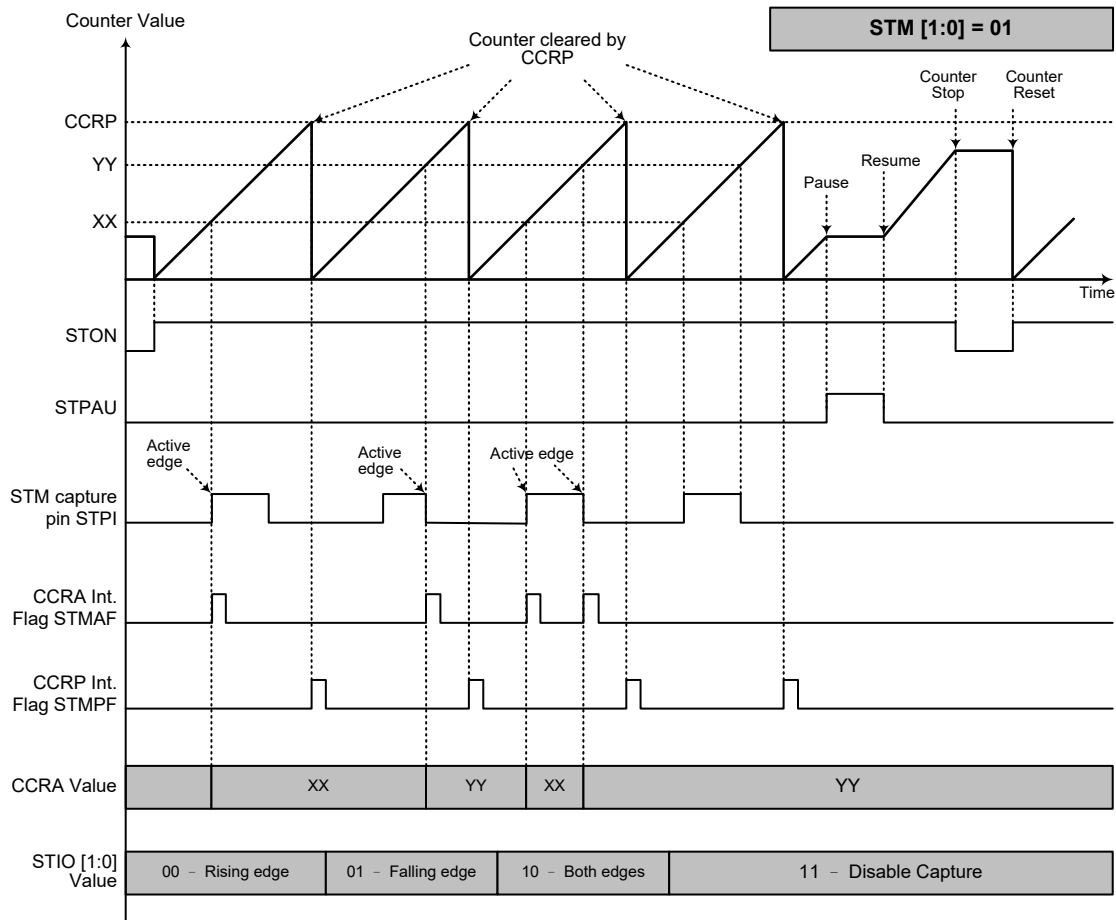 Counter Value
STM [1:0] = 01
Counter cleared by
CCRP
Counter
Stop
Counter
Reset
CCRP
YY
XX
Pause
Resume
Time
STON
STPAU
Active
edge
Active
edge
Active edge
STM capture
pin STPI
CCRA Int.
Flag STMAF
CCRP Int.
Flag STMPF
CCRA Value
XX
YY
XX
YY
STIO [1:0]
Value
00 – Rising edge
01 – Falling edge
10 – Both edges
11 – Disable Capture